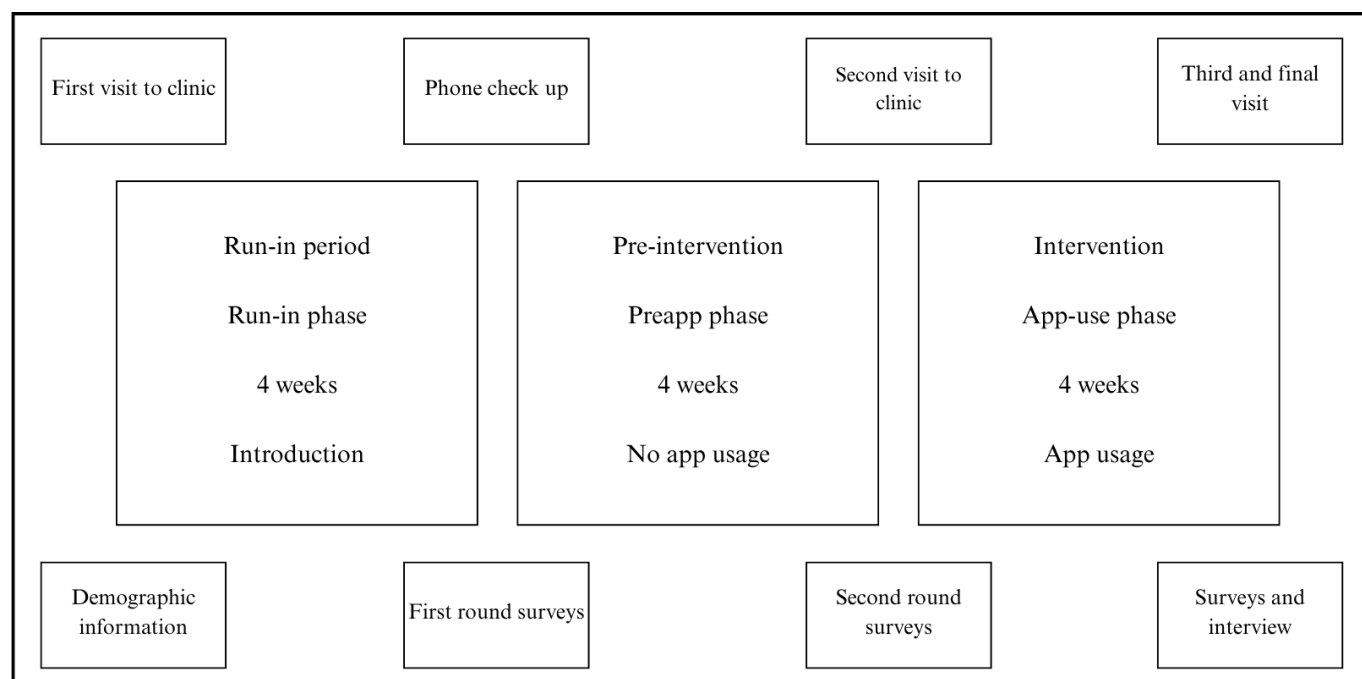 First visit to clinic
Phone check up
Second visit to
clinic
Third and final
visit
Run-in period
Run-in phase
4 weeks
Introduction
Pre-intervention
Preapp phase
4 weeks
No app usage
Intervention
App-use phase
4 weeks
App usage
Demographic
information
First round surveys
Second round
surveys
Surveys and
interview